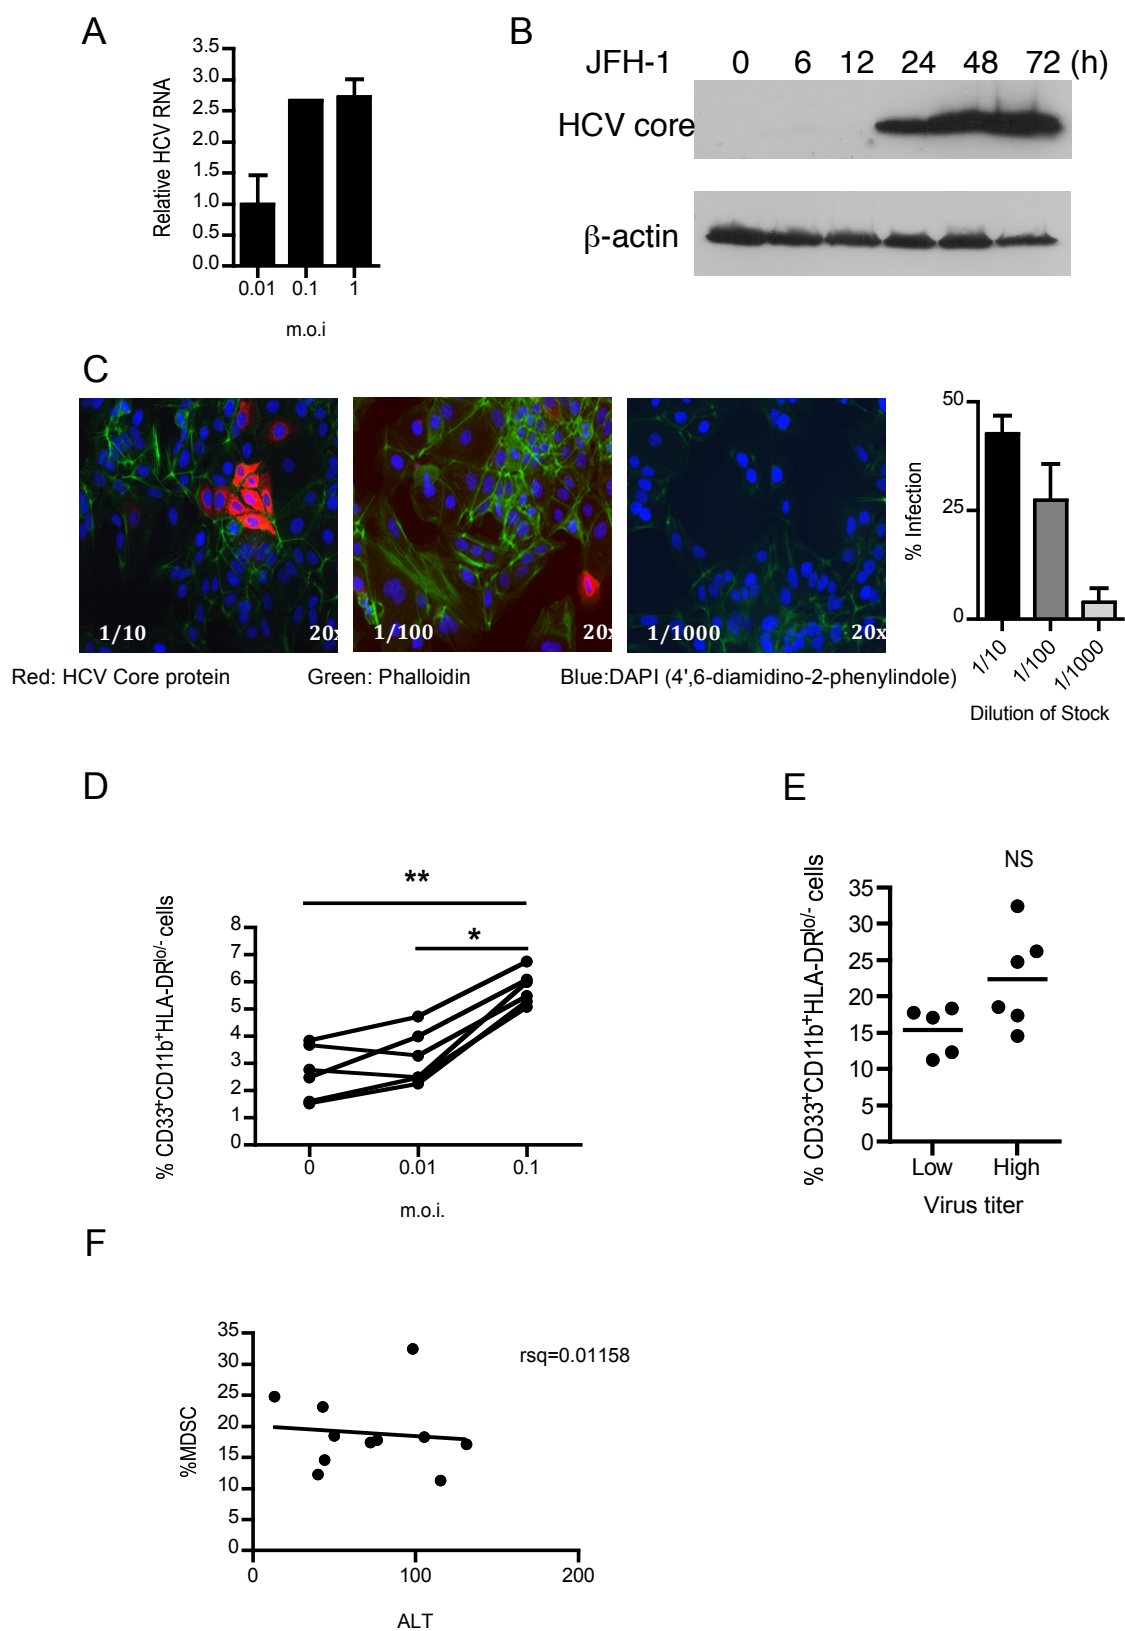 A
3.5
3.0
2.5
2.0
1.5
1.0
0.5
0.0
Relative HCV RNA
0.01 0.1 1
m.o.i
B
JFH-1 0 6 12 24 48 72 (h)
HCV core
β-actin
C
1/10 20x
1/100 20x
1/1000 20x
Red: HCV Core protein
Green: Phalloidin
Blue:DAPI (4',6-diamidino-2-phenylindole)
50
25
0
% Infection
1/10 1/100 1/1000
Dilution of Stock
D
% CD33+CD11b+HLA-DRlo/- cells
**
*
8
7
6
5
4
3
2
1
0
0 0.01 0.1
m.o.i.
E
% CD33+CD11b+HLA-DRlo/- cells
NS
35
30
25
20
15
10
5
0
Low High
Virus titer
F
%MDSC
35
30
25
20
15
10
5
0
rsq=0.01158
0 100 200
ALT